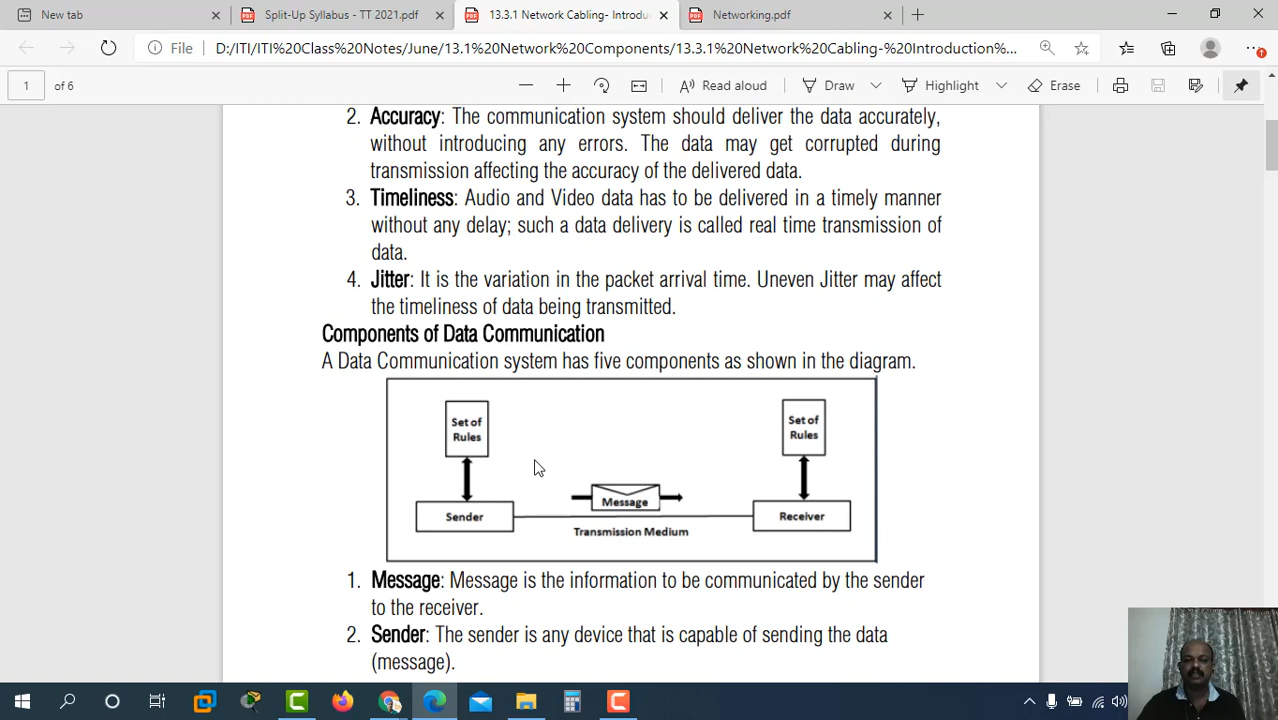 New tab
Split-Up Syllabus - TT 2021.pdf
13.3.1 Network Cabling- Introdu
Networking.pdf
File
D:/ITI/ITI%20Class%20Notes/June/13.1%20Network%20Components/13.3.1%20Network%20Cabling-%20Introduction%...
1
of 6
Read aloud
Draw
Highlight
Erase
2. Accuracy: The communication system should deliver the data accurately,
without introducing any errors. The data may get corrupted during
transmission affecting the accuracy of the delivered data.
3. Timeliness: Audio and Video data has to be delivered in a timely manner
without any delay; such a data delivery is called real time transmission of
data.
4. Jitter: It is the variation in the packet arrival time. Uneven Jitter may affect
the timeliness of data being transmitted.
Components of Data Communication
A Data Communication system has five components as shown in the diagram.
Set of
Rules
Set of
Rules
Message
Sender
Receiver
Transmission Medium
1. Message: Message is the information to be communicated by the sender
to the receiver.
2. Sender: The sender is any device that is capable of sending the data
(message).